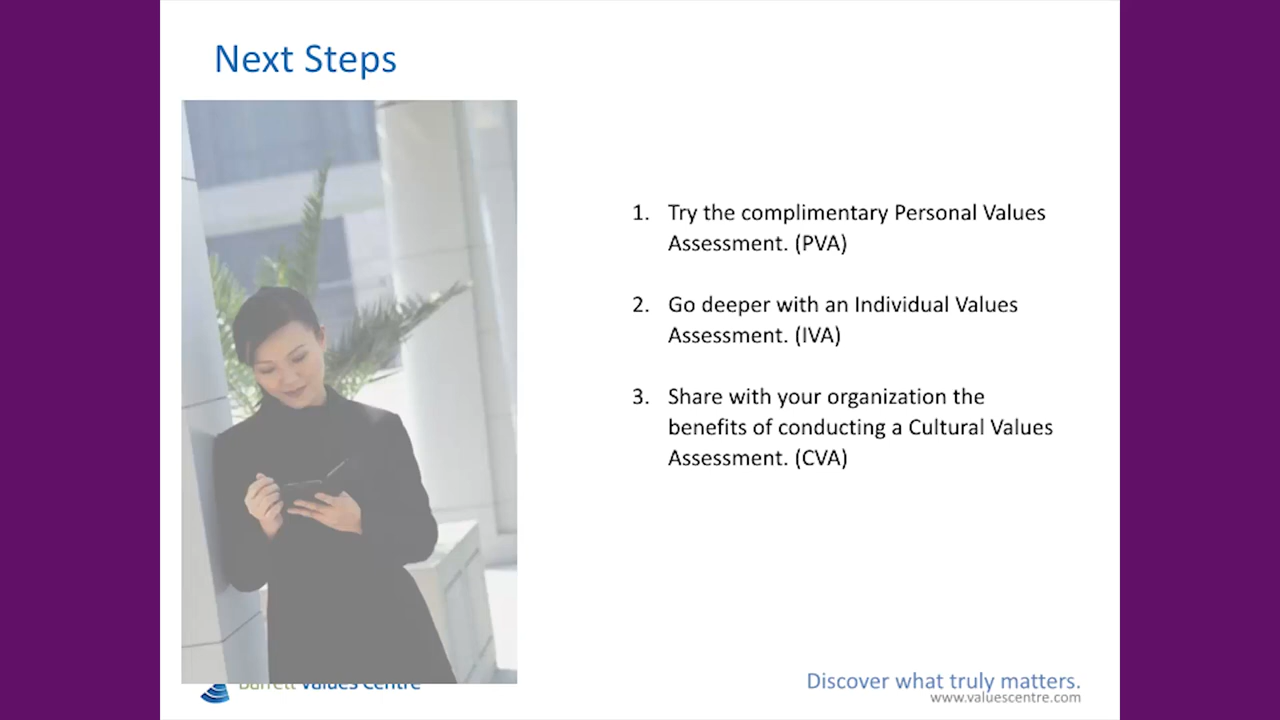 Next Steps
1. Try the complimentary Personal Values
Assessment. (PVA)
2. Go deeper with an Individual Values
Assessment. (IVA)
3. Share with your organization the
benefits of conducting a Cultural Values
Assessment. (CVA)
Barrett Values Centre
Discover what truly matters.
www.valuescentre.com